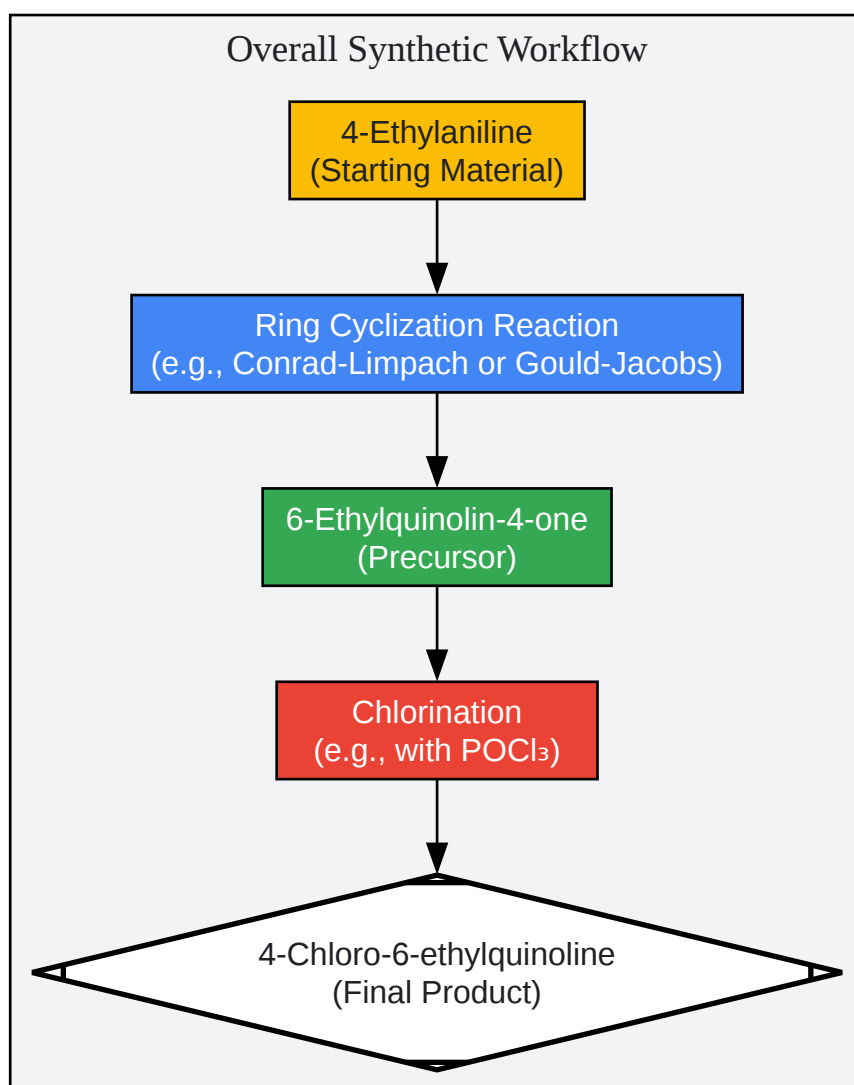 Overall Synthetic Workflow
4-Ethylaniline
(Starting Material)
Ring Cyclization Reaction
(e.g., Conrad-Limpach or Gould-Jacobs)
6-Ethylquinolin-4-one
(Precursor)
Chlorination
(e.g., with POCl₃)
4-Chloro-6-ethylquinoline
(Final Product)